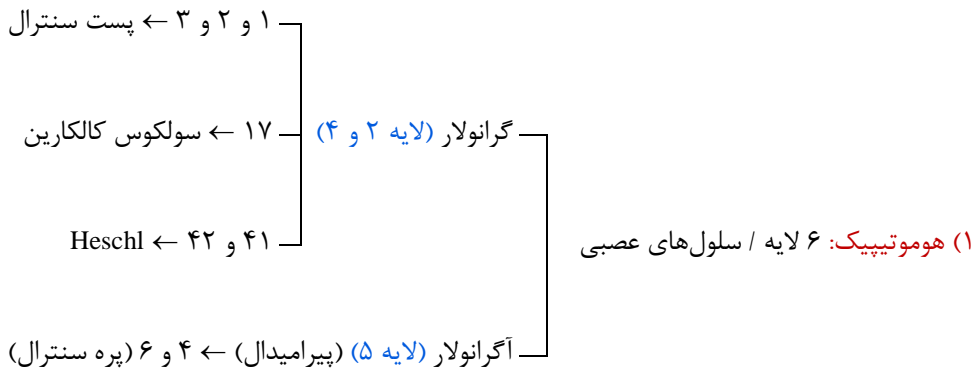 ۱ و ۲ و ۳ ← پست سنترال
گرانولار (لایه ۲ و ۴)
۱۷ ← سولکوس کالکارین
۱) هوموتیپیک: ۶ لایه / سلول‌های عصبی
۴۱ و ۴۲ ← Heschl
آگرانولار (لایه ۵) (پیرامیدال) ← ۴ و ۶ (پره سنترال)